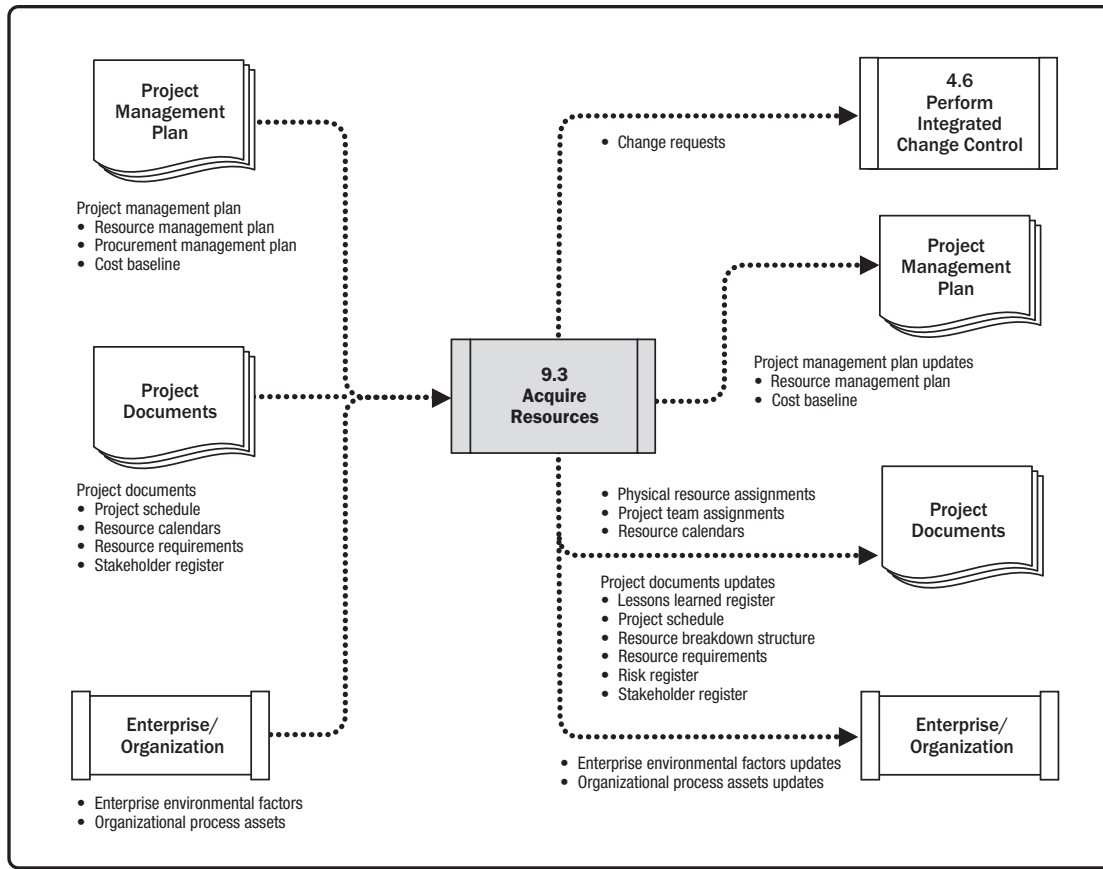 Project
Management
Plan
Project management plan
• Resource management plan
• Procurement management plan
• Cost baseline
Project
Documents
Project documents
• Project schedule
• Resource calendars
• Resource requirements
• Stakeholder register
Enterprise/
Organization
• Enterprise environmental factors
• Organizational process assets
9.3
Acquire
Resources
• Change requests
4.6
Perform
Integrated
Change Control
Project
Management
Plan
Project management plan updates
• Resource management plan
• Cost baseline
• Physical resource assignments
• Project team assignments
• Resource calendars
Project
Documents
Project documents updates
• Lessons learned register
• Project schedule
• Resource breakdown structure
• Resource requirements
• Risk register
• Stakeholder register
Enterprise/
Organization
• Enterprise environmental factors updates
• Organizational process assets updates